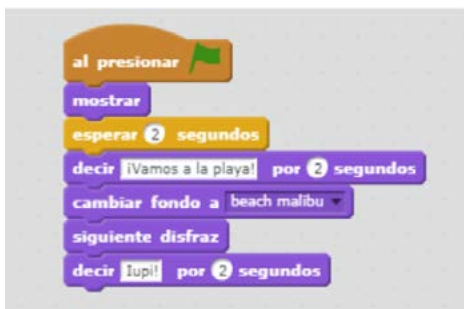 al presionar
mostrar
esperar 2 segundos
decir ¡Vamos a la playa! por 2 segundos
cambiar fondo a beach malibu
siguiente disfraz
decir Iupi! por 2 segundos